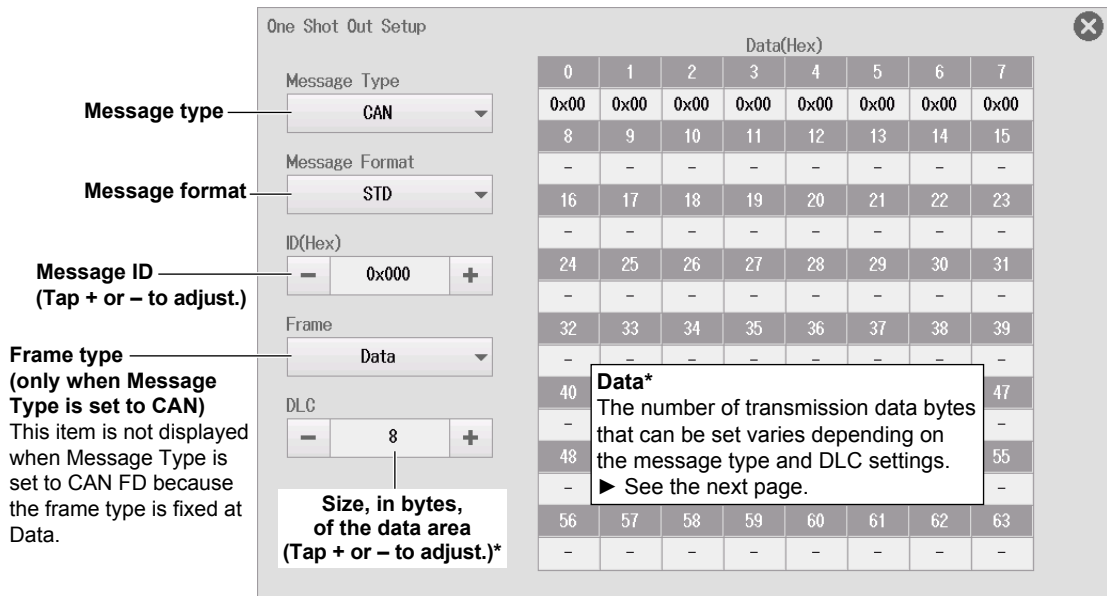 One Shot Out Setup
Data(Hex)
Message Type
Message type
CAN
Message Format
Message format
STD
ID(Hex)
Message ID
(Tap + or – to adjust.)
– 0x000 +
Frame
Frame type
(only when Message
Type is set to CAN)
This item is not displayed
when Message Type is
set to CAN FD because
the frame type is fixed at
Data.
Data
DLC
– 8 +
Size, in bytes,
of the data area
(Tap + or – to adjust.)*
0 1 2 3 4 5 6 7
0x00 0x00 0x00 0x00 0x00 0x00 0x00 0x00
8 9 10 11 12 13 14 15
– – – – – – – –
16 17 18 19 20 21 22 23
– – – – – – – –
24 25 26 27 28 29 30 31
– – – – – – – –
32 33 34 35 36 37 38 39
– – – – – – – –
40 47
– –
48 55
– –
Data*
The number of transmission data bytes
that can be set varies depending on
the message type and DLC settings.
► See the next page.
56 57 58 59 60 61 62 63
– – – – – – – –